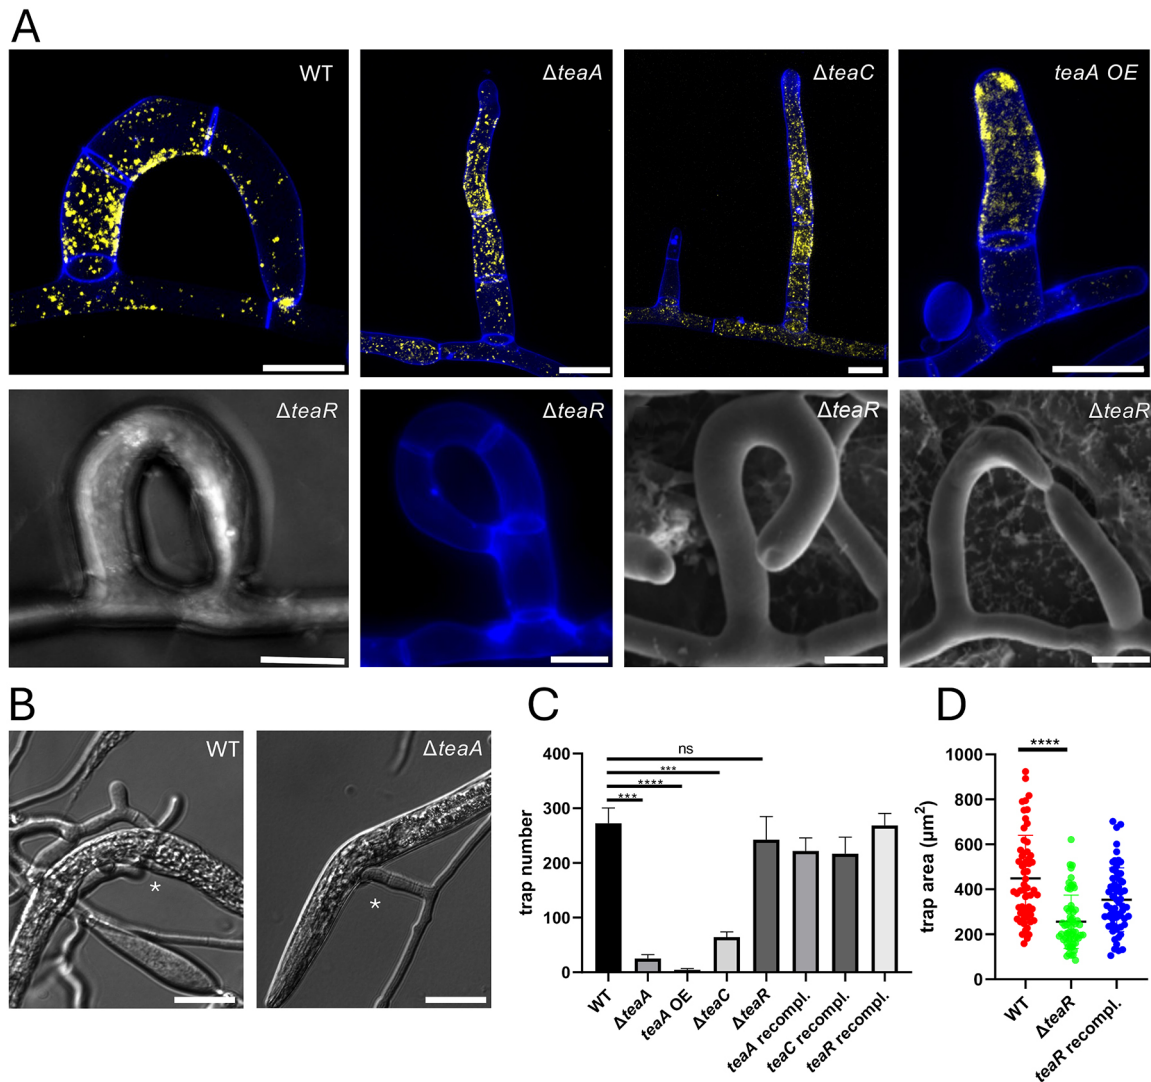 A
WT
ΔteaA
ΔteaC
teaA OE
ΔteaR
ΔteaR
ΔteaR
ΔteaR
B
WT
*
ΔteaA
*
C
400
300
200
100
0
trap number
ns
***
****
***
WT
ΔteaA
teaA OE
ΔteaC
ΔteaR
teaA recompl.
teaC recompl.
teaR recompl.
D
****
1000
800
600
400
200
0
trap area (µm²)
WT
ΔteaR
teaR recompl.